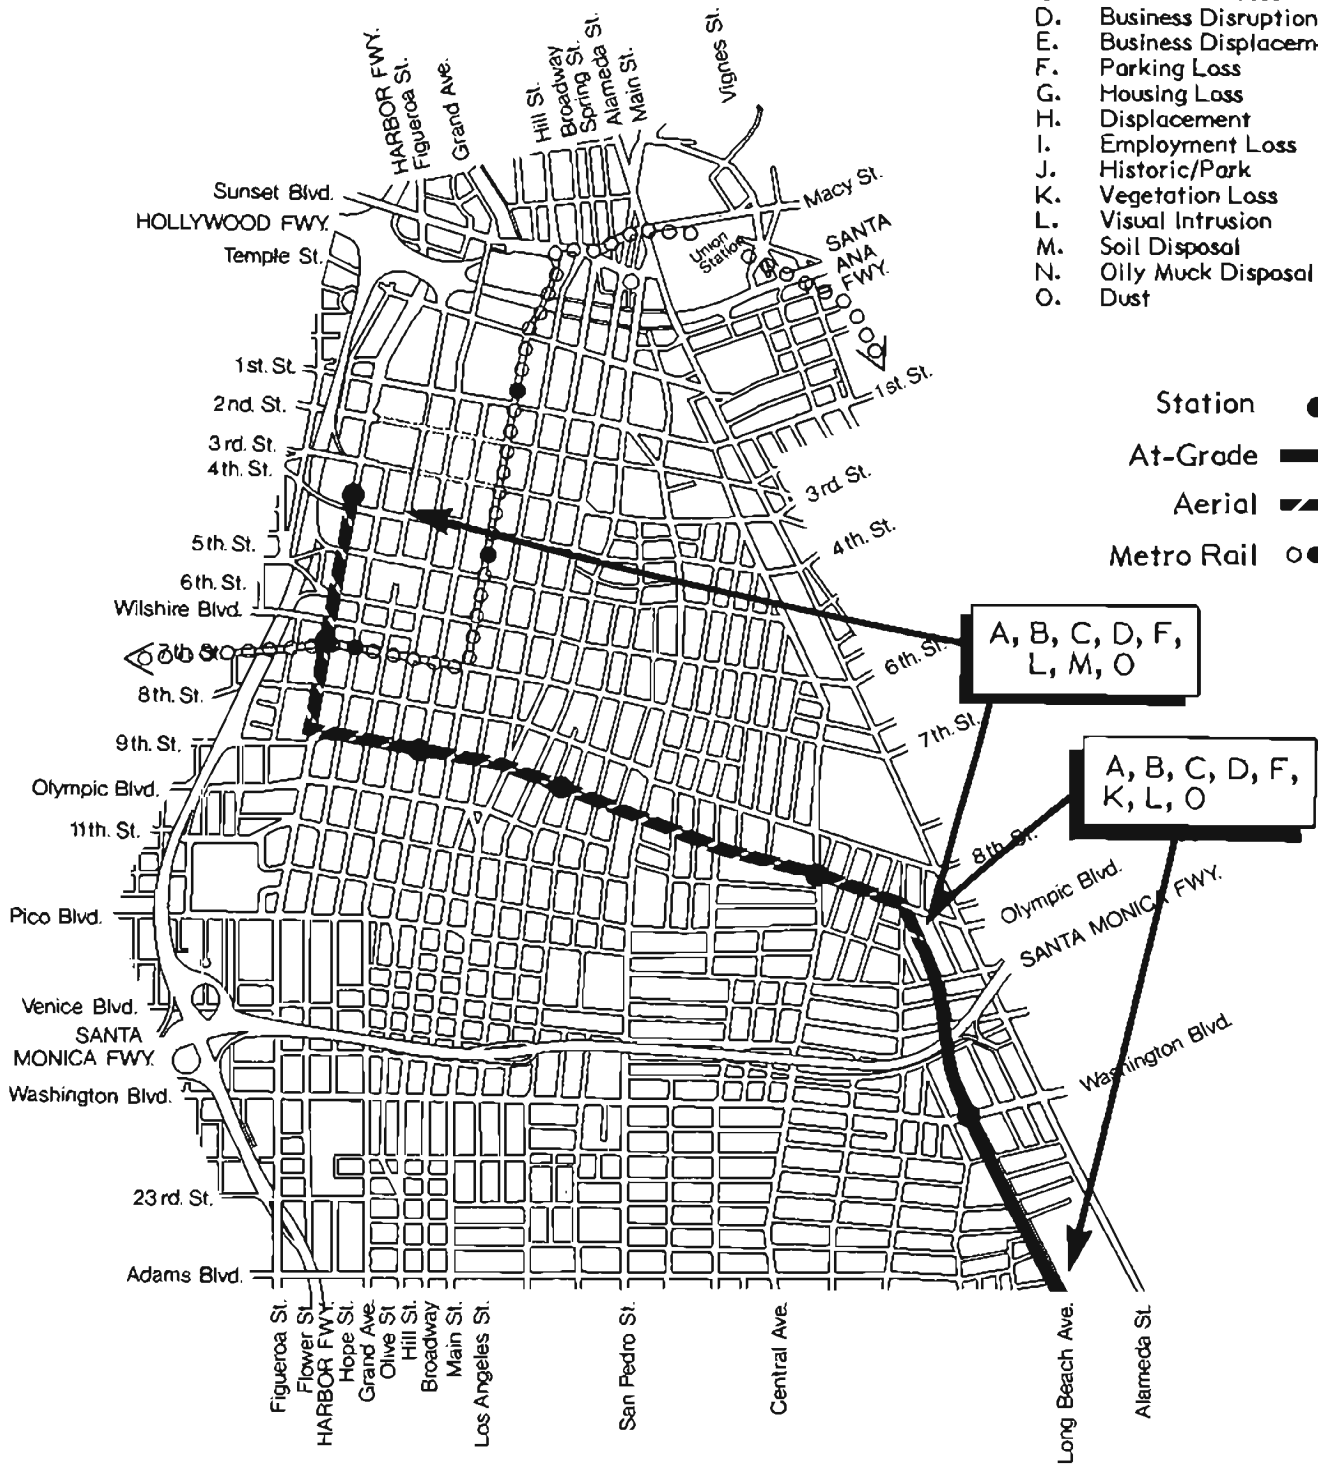 D. Business Disruption
E. Business Displacem
F. Parking Loss
G. Housing Loss
H. Displacement
I. Employment Loss
J. Historic/Park
K. Vegetation Loss
L. Visual Intrusion
M. Soil Disposal
N. Oily Muck Disposal
O. Dust
Station
At-Grade
Aerial
Metro Rail
HARBOR FWY.
Figueroa St.
Grand Ave.
Hill St.
Broadway
Spring St.
Alameda St.
Main St.
Vignes St.
Sunset Blvd.
HOLLYWOOD FWY.
Temple St.
Macy St.
Union
Station
SANTA
ANA
FWY.
1st. St.
2nd. St.
3rd. St.
4th. St.
5th. St.
6th. St.
Wilshire Blvd.
7th St.
8th. St.
9th. St.
Olympic Blvd.
11th. St.
Pico Blvd.
Venice Blvd.
SANTA
MONICA FWY.
Washington Blvd.
23rd. St.
Adams Blvd.
1st. St.
3rd. St.
4th. St.
6th. St.
7th. St.
8th. St.
Olympic Blvd.
SANTA MONICA FWY.
Washington Blvd.
A, B, C, D, F,
L, M, O
A, B, C, D, F,
K, L, O
Figueroa St.
Flower St.
HARBOR FWY.
Hope St.
Grand Ave.
Olive St
Hill St.
Broadway
Main St.
Los Angeles St.
San Pedro St.
Central Ave.
Long Beach Ave.
Alameda St.